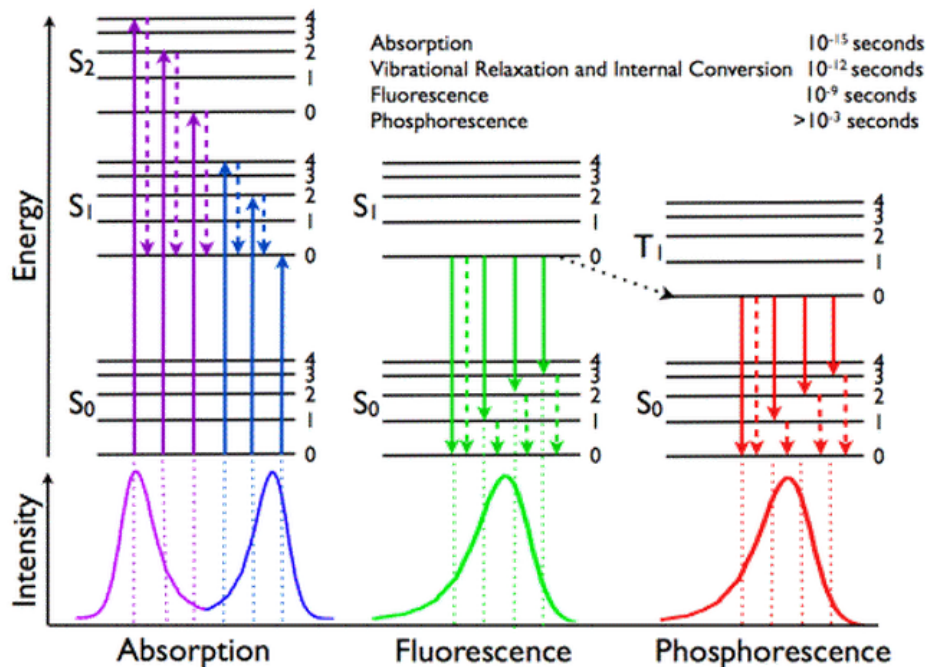 Absorption 10⁻¹⁵ seconds
Vibrational Relaxation and Internal Conversion 10⁻¹² seconds
Fluorescence 10⁻⁹ seconds
Phosphorescence >10⁻³ seconds
Energy
S₂
4
3
2
1
0
S₁
4
3
2
1
0
S₀
4
3
2
1
0
S₁
4
3
2
1
0
S₀
4
3
2
1
0
T₁
4
3
2
1
0
S₀
4
3
2
1
0
Intensity
Absorption
Fluorescence
Phosphorescence